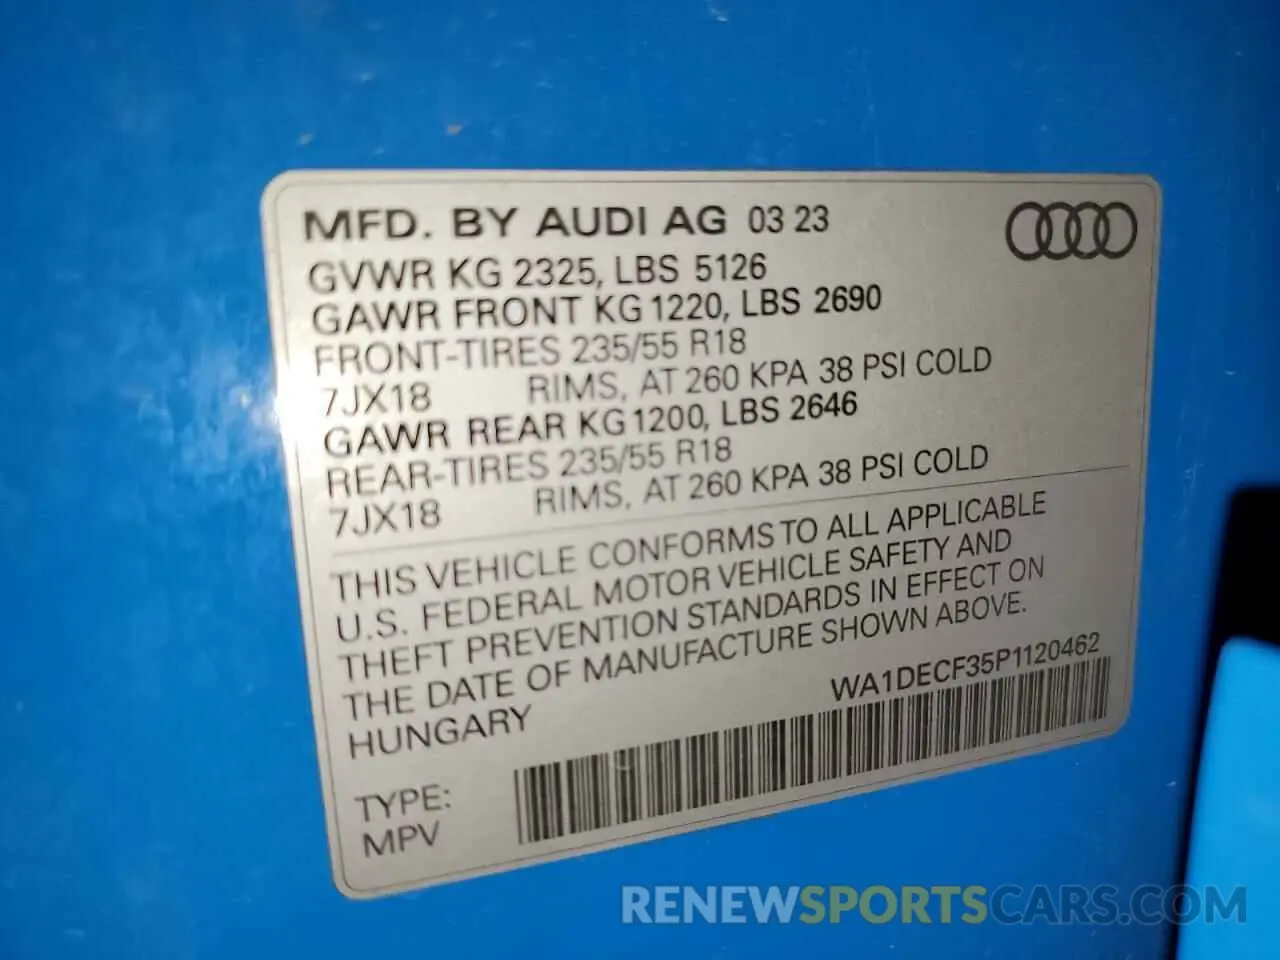 MFD. BY AUDI AG 03 23
GVWR KG 2325, LBS 5126
GAWR FRONT KG 1220, LBS 2690
FRONT-TIRES 235/55 R18
7JX18 RIMS, AT 260 KPA 38 PSI COLD
GAWR REAR KG 1200, LBS 2646
REAR-TIRES 235/55 R18
7JX18 RIMS, AT 260 KPA 38 PSI COLD
THIS VEHICLE CONFORMS TO ALL APPLICABLE
U.S. FEDERAL MOTOR VEHICLE SAFETY AND
THEFT PREVENTION STANDARDS IN EFFECT ON
THE DATE OF MANUFACTURE SHOWN ABOVE.
HUNGARY
WA1DECF35P1120462
TYPE:
MPV
RENEWSPORTSCARS.COM